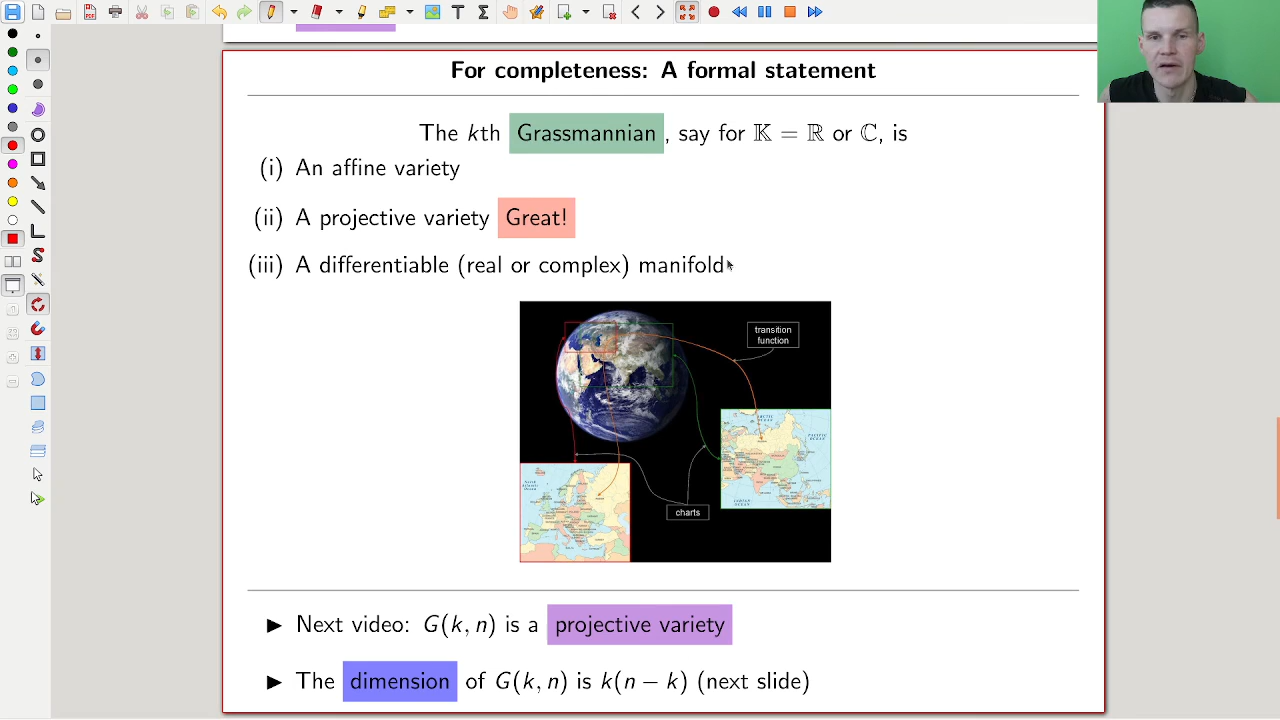 For completeness: A formal statement
The kth Grassmannian, say for 𝕂 = ℝ or ℂ, is
(i) An affine variety
(ii) A projective variety Great!
(iii) A differentiable (real or complex) manifold
transition
function
charts
▶ Next video: G(k, n) is a projective variety
▶ The dimension of G(k, n) is k(n − k) (next slide)